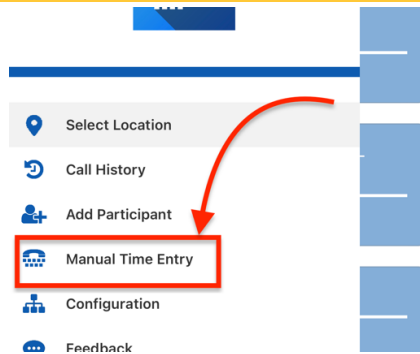 Select Location
Call History
Add Participant
Manual Time Entry
Configuration
Feedback